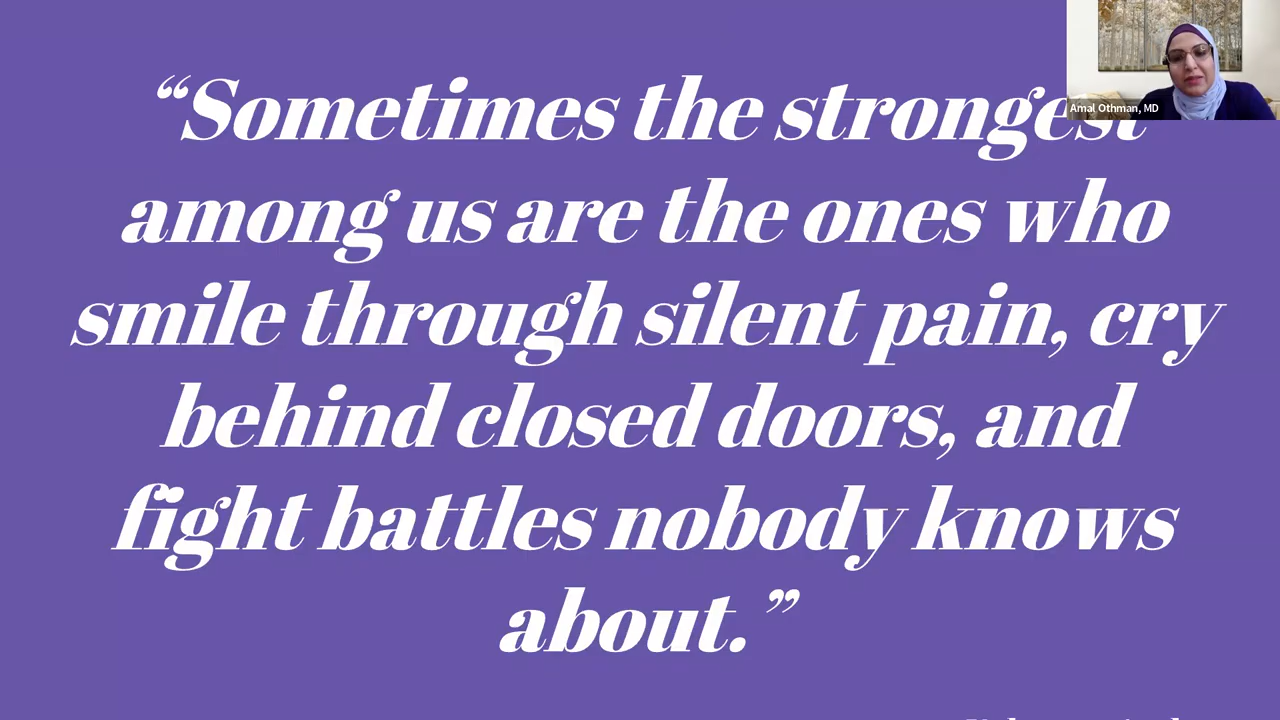 “Sometimes the strongest
Amal Othman, MD
among us are the ones who
smile through silent pain, cry
behind closed doors, and
fight battles nobody knows
about.”